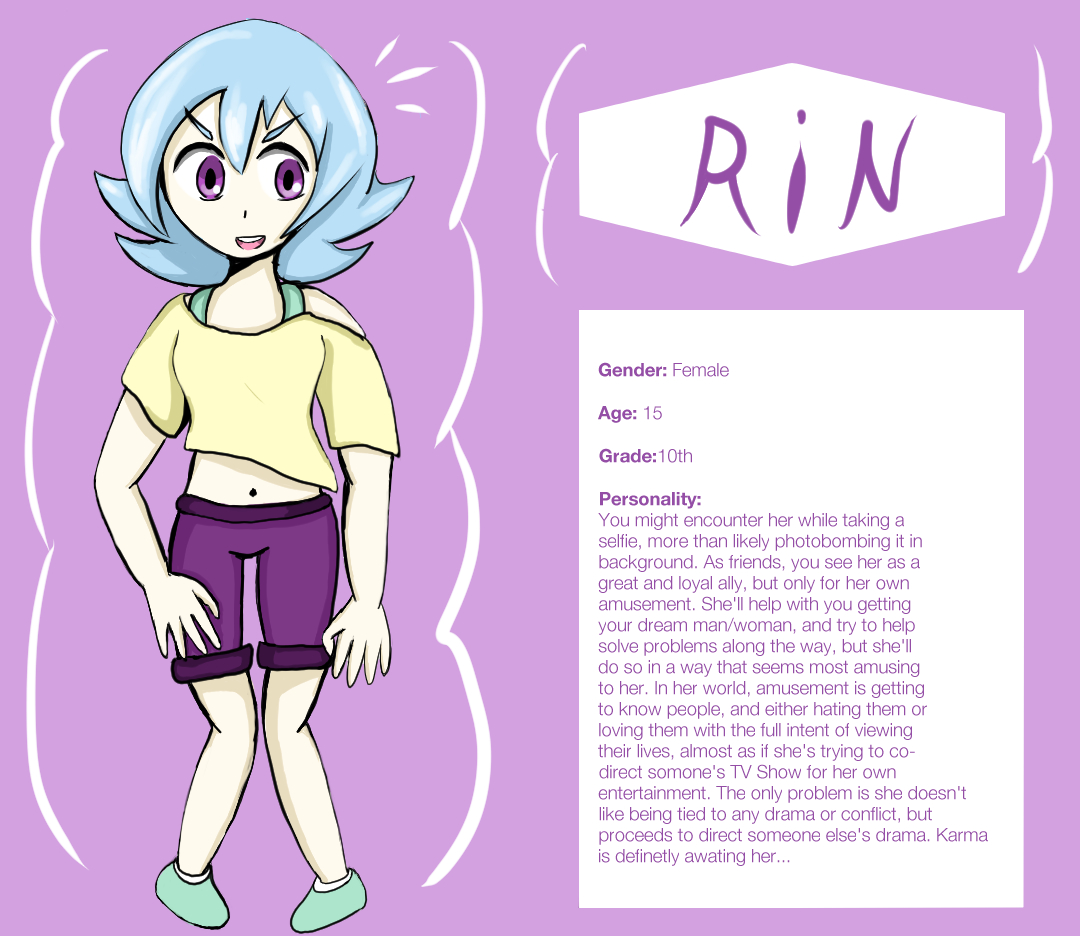 RiN
Gender: Female
Age: 15
Grade:10th
Personality:
You might encounter her while taking a
selfie, more than likely photobombing it in
background. As friends, you see her as a
great and loyal ally, but only for her own
amusement. She'll help with you getting
your dream man/woman, and try to help
solve problems along the way, but she'll
do so in a way that seems most amusing
to her. In her world, amusement is getting
to know people, and either hating them or
loving them with the full intent of viewing
their lives, almost as if she's trying to co-
direct somone's TV Show for her own
entertainment. The only problem is she doesn't
like being tied to any drama or conflict, but
proceeds to direct someone else's drama. Karma
is definetly awating her...